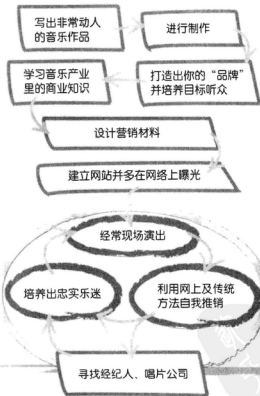 写出非常动人
的音乐作品
进行制作
打造出你的“品牌”
并培养目标听众
学习音乐产业
里的商业知识
设计营销材料
建立网站并多在网络上曝光
经常现场演出
培养出忠实乐迷
利用网上及传统
方法自我推销
寻找经纪人、唱片公司